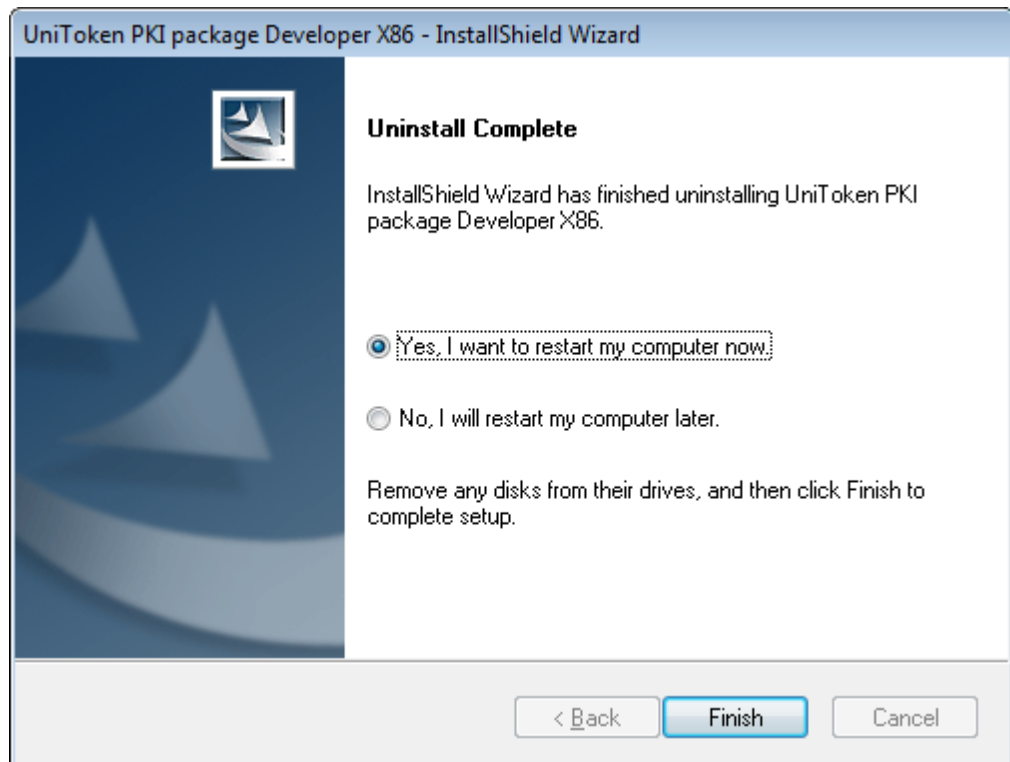 UniToken PKI package Developer X86 - InstallShield Wizard
Uninstall Complete
InstallShield Wizard has finished uninstalling UniToken PKI
package Developer X86.
Yes, I want to restart my computer now.
No, I will restart my computer later.
Remove any disks from their drives, and then click Finish to
complete setup.
< Back
Finish
Cancel